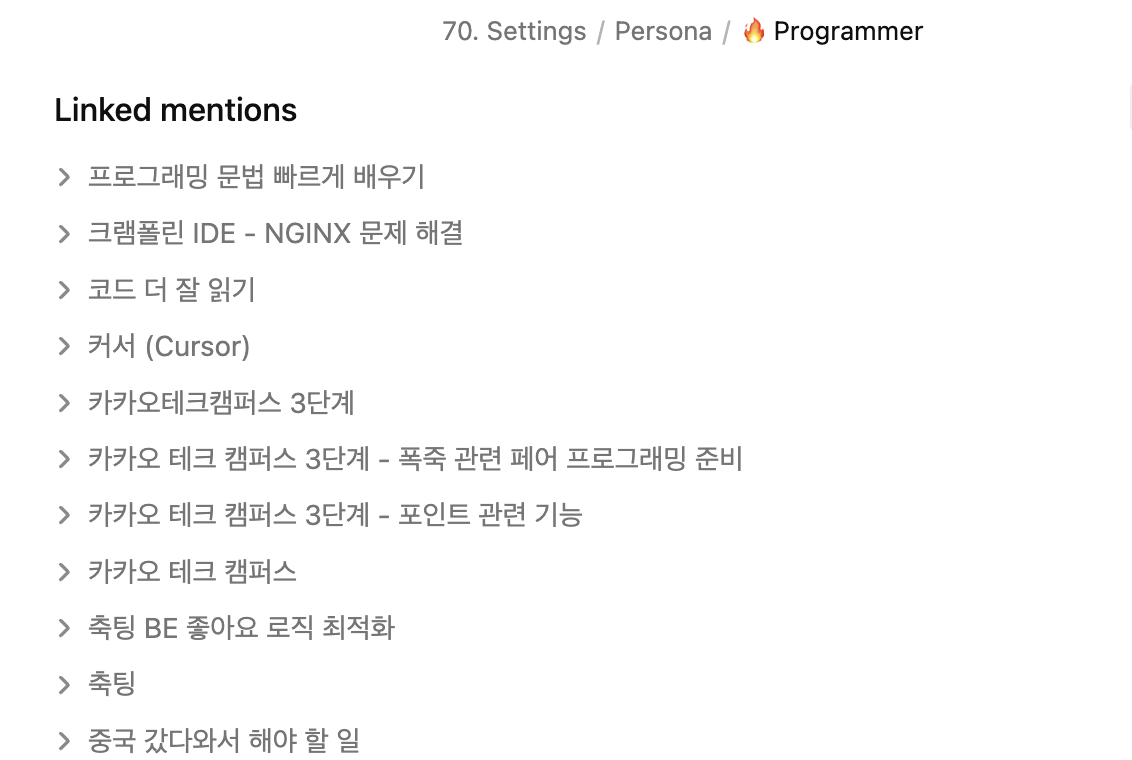 70. Settings / Persona / 🔥 Programmer
Linked mentions
프로그래밍 문법 빠르게 배우기
크램폴린 IDE - NGINX 문제 해결
코드 더 잘 읽기
커서 (Cursor)
카카오테크캠퍼스 3단계
카카오 테크 캠퍼스 3단계 - 폭죽 관련 페어 프로그래밍 준비
카카오 테크 캠퍼스 3단계 - 포인트 관련 기능
카카오 테크 캠퍼스
축팅 BE 좋아요 로직 최적화
축팅
중국 갔다와서 해야 할 일